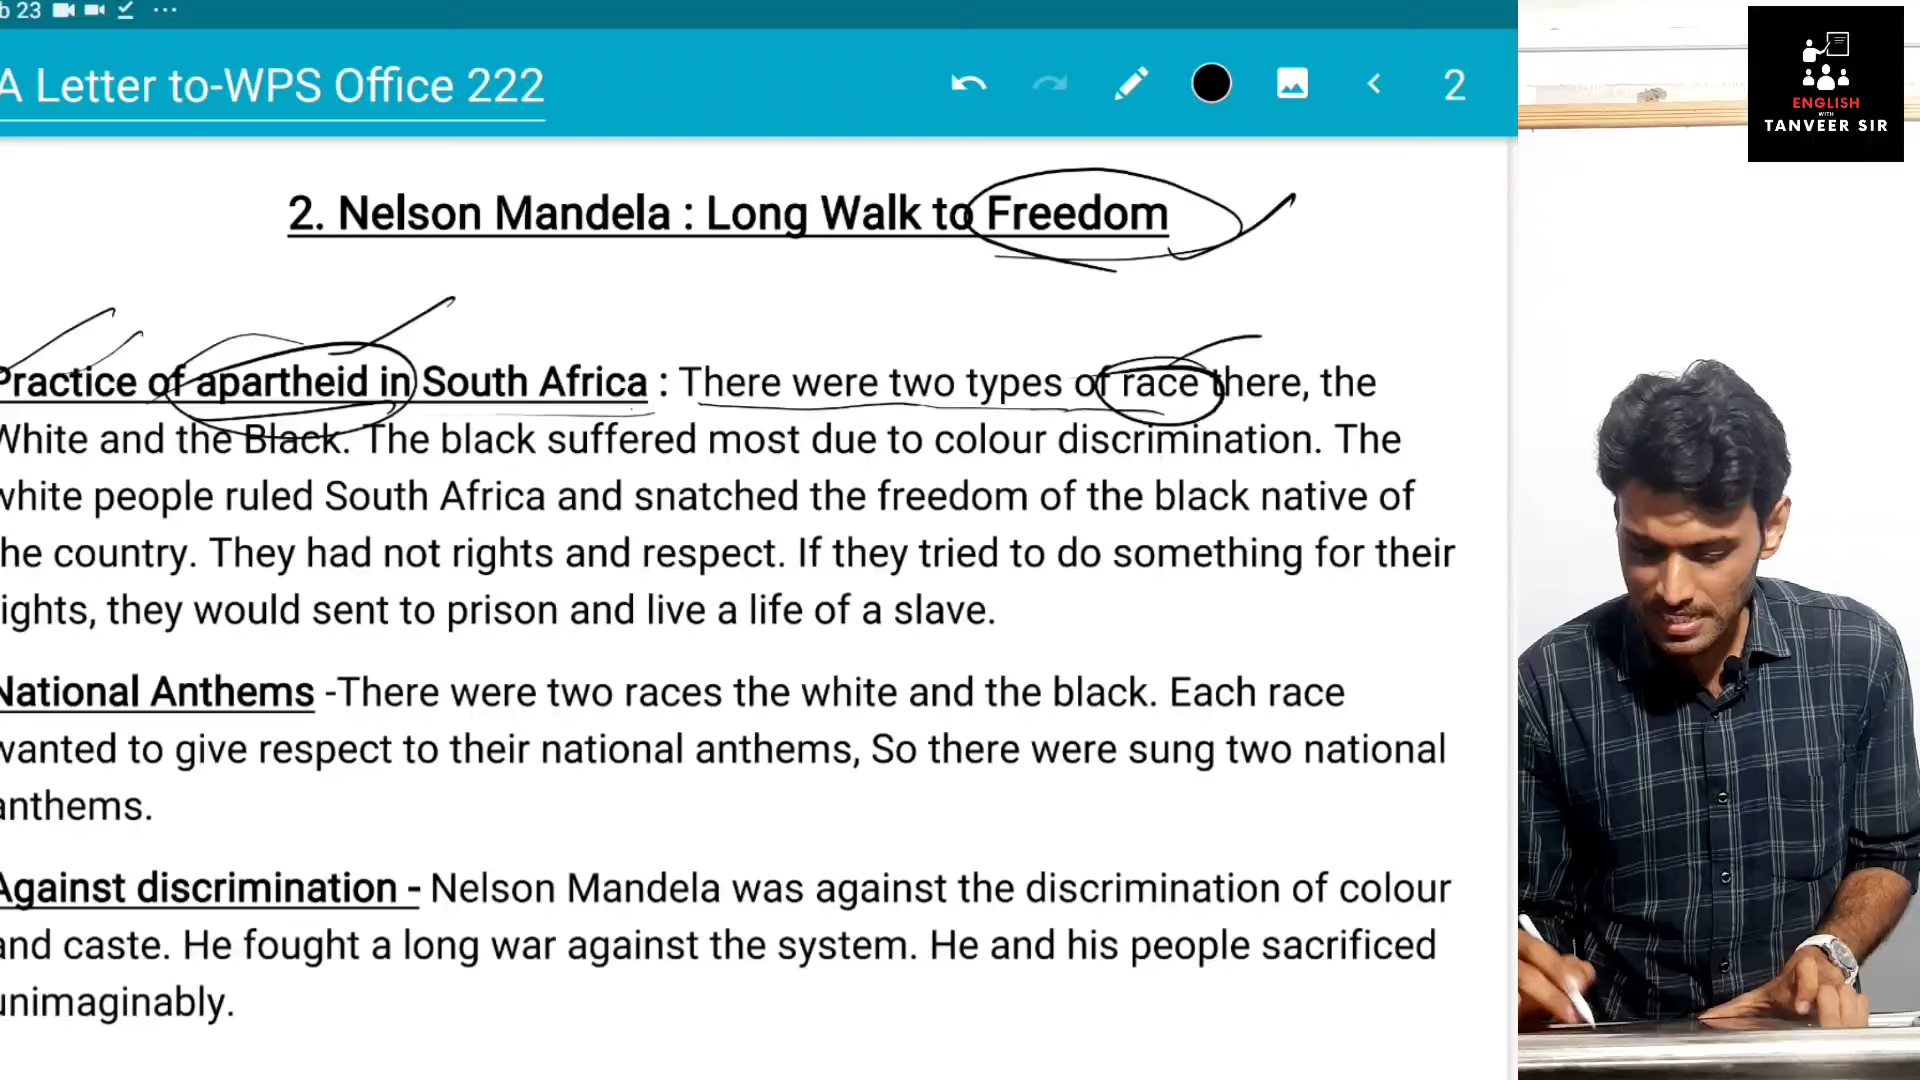 b 23
A Letter to-WPS Office 222
2
ENGLISH
WITH
TANVEER SIR
2. Nelson Mandela : Long Walk to Freedom
Practice of apartheid in South Africa : There were two types of race there, the
White and the Black. The black suffered most due to colour discrimination. The
white people ruled South Africa and snatched the freedom of the black native of
the country. They had not rights and respect. If they tried to do something for their
rights, they would sent to prison and live a life of a slave.
National Anthems -There were two races the white and the black. Each race
wanted to give respect to their national anthems, So there were sung two national
anthems.
Against discrimination - Nelson Mandela was against the discrimination of colour
and caste. He fought a long war against the system. He and his people sacrificed
unimaginably.